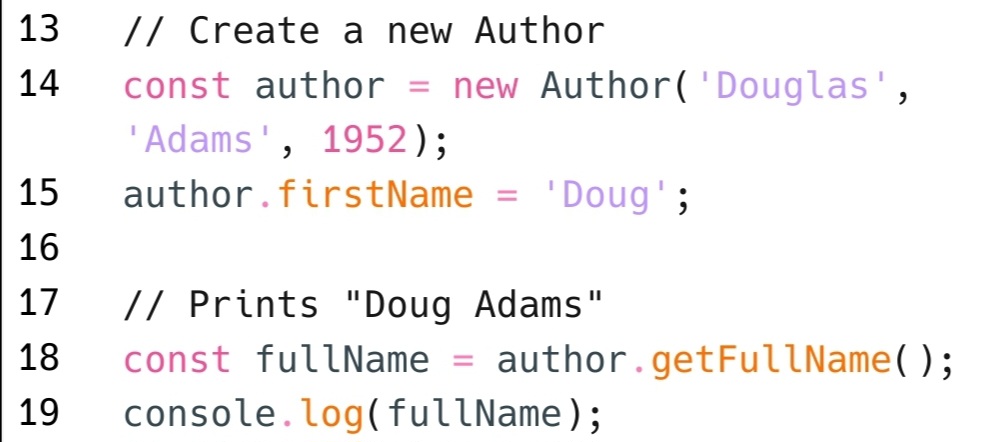 13 // Create a new Author
14 const author = new Author('Douglas',
'Adams', 1952);
15 author.firstName = 'Doug';
16
17 // Prints "Doug Adams"
18 const fullName = author.getFullName();
19 console.log(fullName);